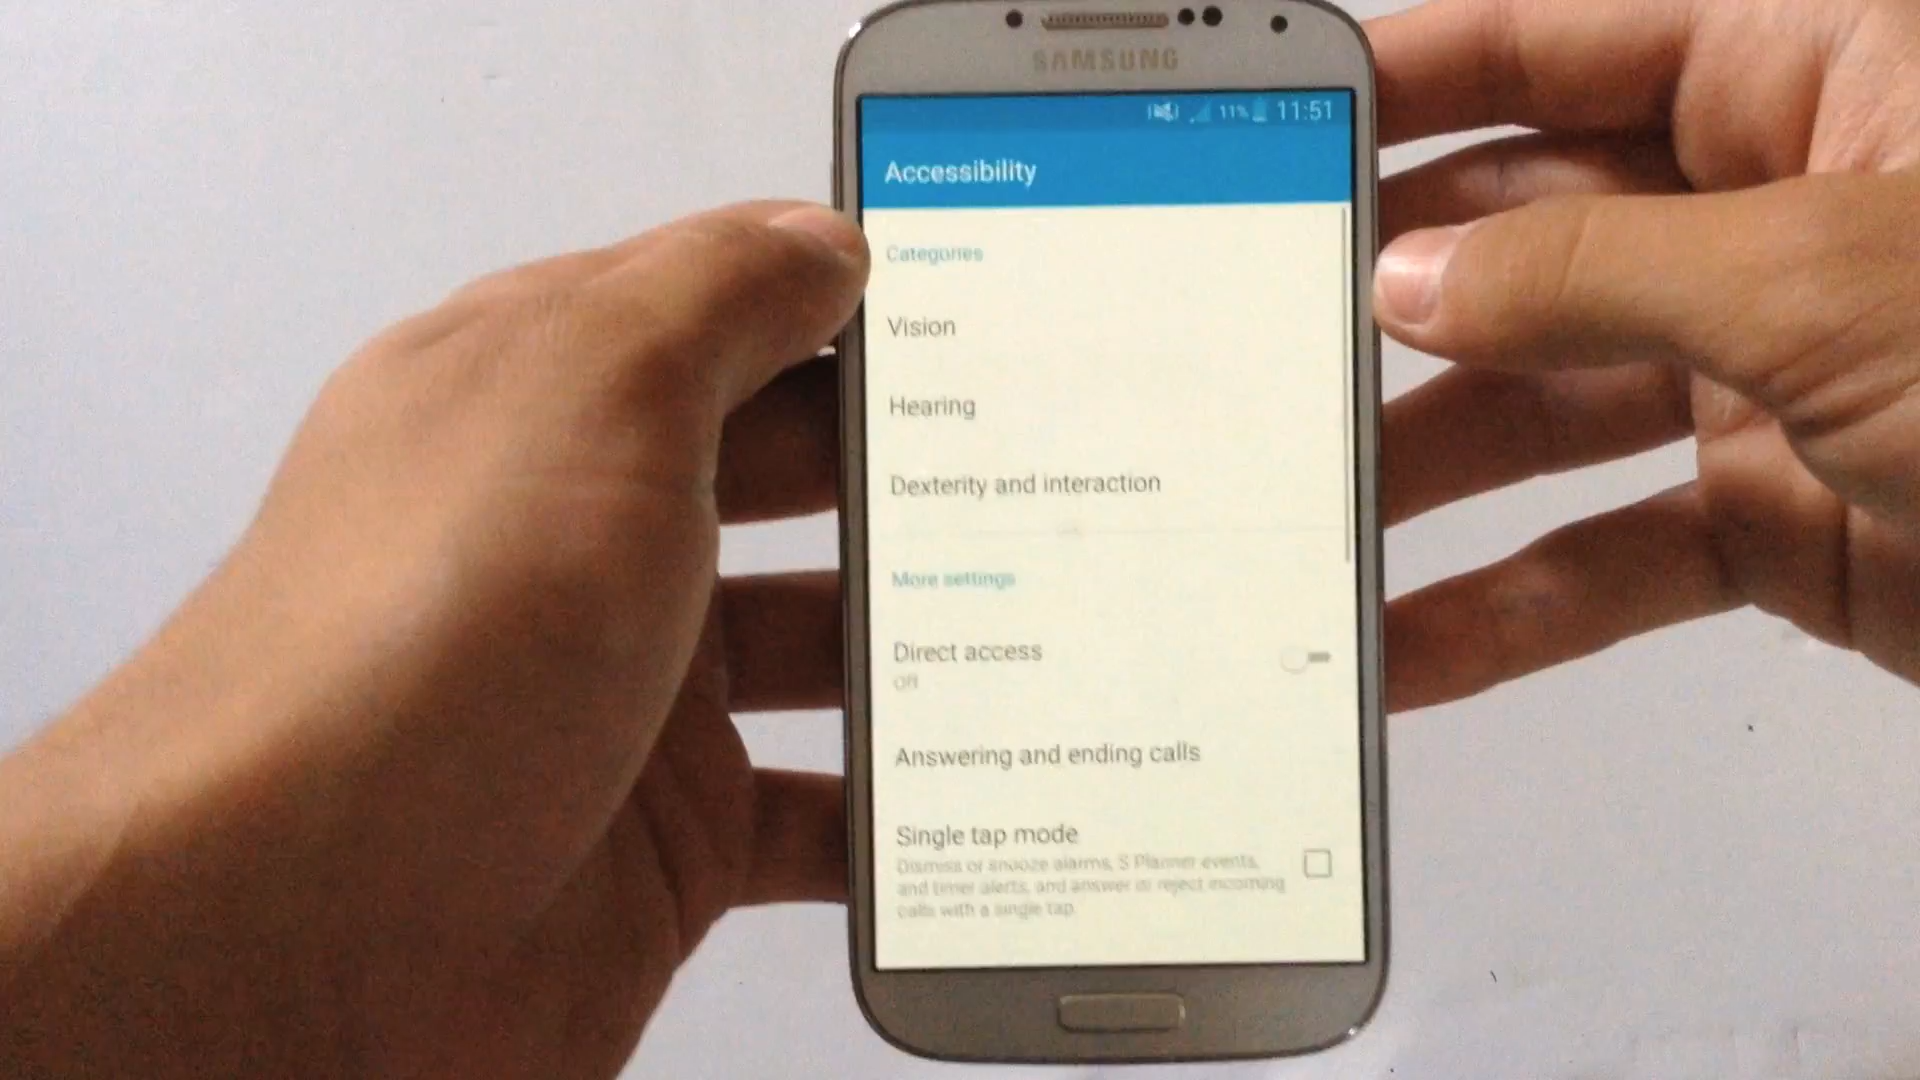 SAMSUNG
11% 11:51
Accessibility
Categories
Vision
Hearing
Dexterity and interaction
More settings
Direct access
Off
Answering and ending calls
Single tap mode
Dismiss or snooze alarms, S Planner events,
and timer alerts, and answer or reject incoming
calls with a single tap.